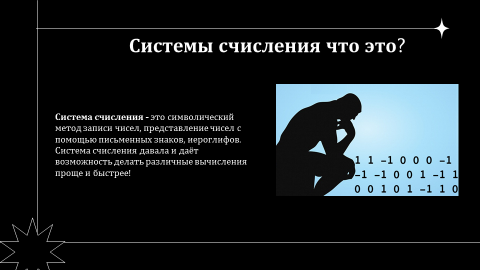 Системы счисления что это?
Система счисления - это символический
метод записи чисел, представление чисел с
помощью письменных знаков, иероглифов.
Система счисления давала и даёт
возможность делать различные вычисления
проще и быстрее!
1 1 -1 0 0 0 -1
-1 -1 0 0 1 -1 1
0 0 1 0 1 -1 1 0